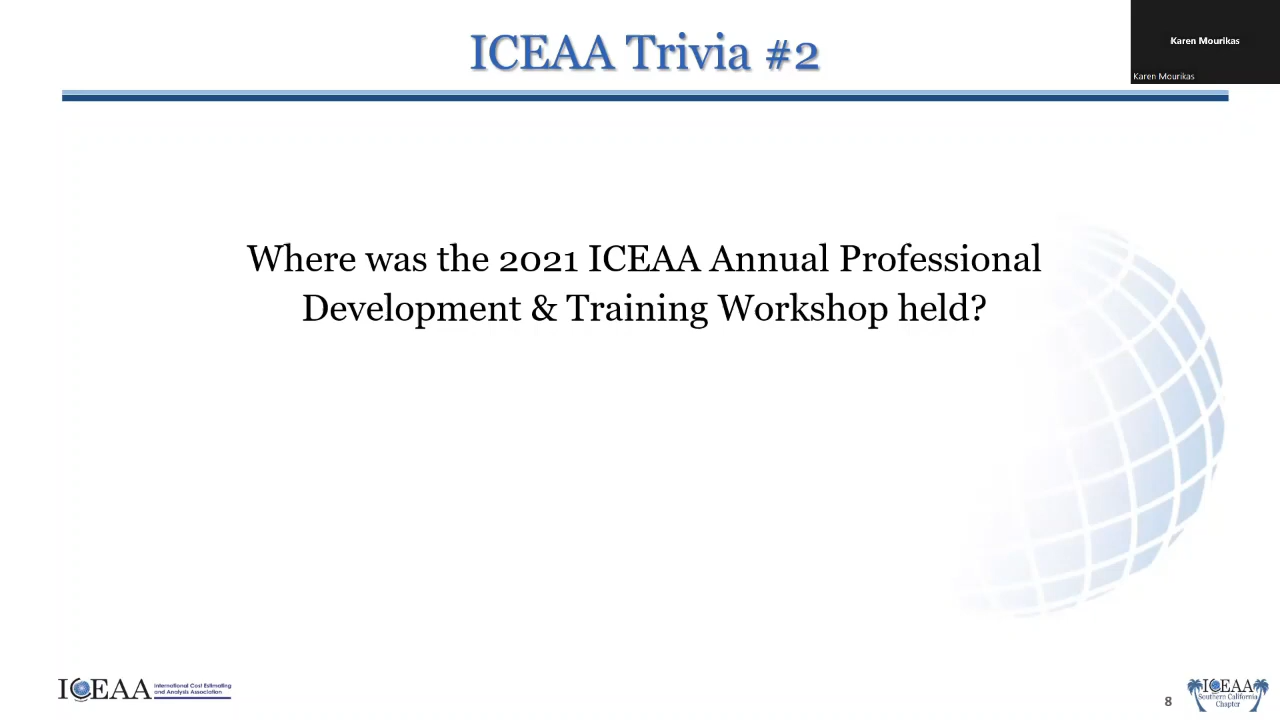 ICEAA Trivia #2
Karen Mourikas
Karen Mourikas
Where was the 2021 ICEAA Annual Professional
Development & Training Workshop held?
ICEAA
International Cost Estimating
and Analysis Association
8
ICEAA
Southern California
Chapter